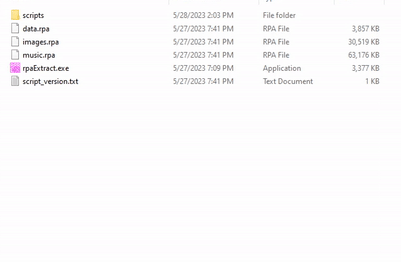 scripts 5/28/2023 2:03 PM File folder
data.rpa 5/27/2023 7:41 PM RPA File 3,857 KB
images.rpa 5/27/2023 7:41 PM RPA File 30,519 KB
music.rpa 5/27/2023 7:41 PM RPA File 63,176 KB
rpaExtract.exe 5/27/2023 7:09 PM Application 3,377 KB
script_version.txt 5/27/2023 7:41 PM Text Document 1 KB